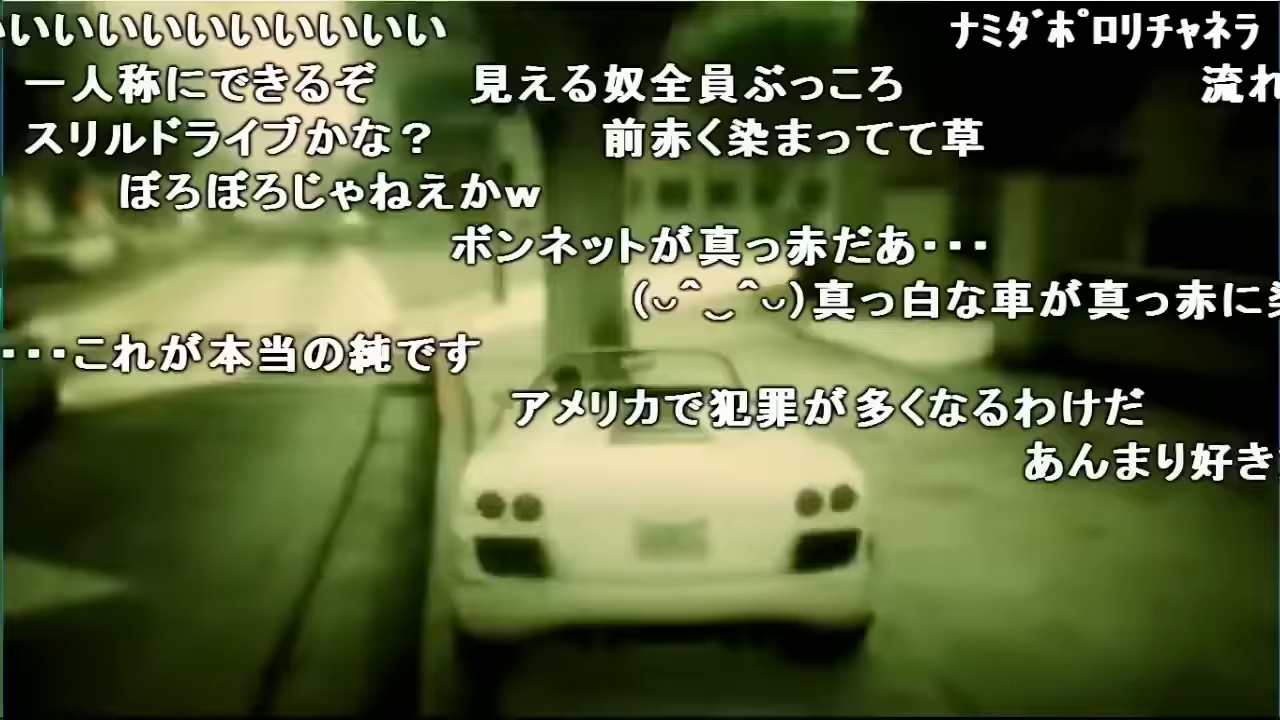 いいいいいいいいいい
ナミダポロリチャネラ
一人称にできるぞ
見える奴全員ぶっころ
流れ
スリルドライブかな？
前赤く染まってて草
ぼろぼろじゃねえかｗ
ボンネットが真っ赤だあ・・・
(ᴗ˘‿˘ᴗ)真っ白な車が真っ赤に染
・・・これが本当の純です
アメリカで犯罪が多くなるわけだ
あんまり好き